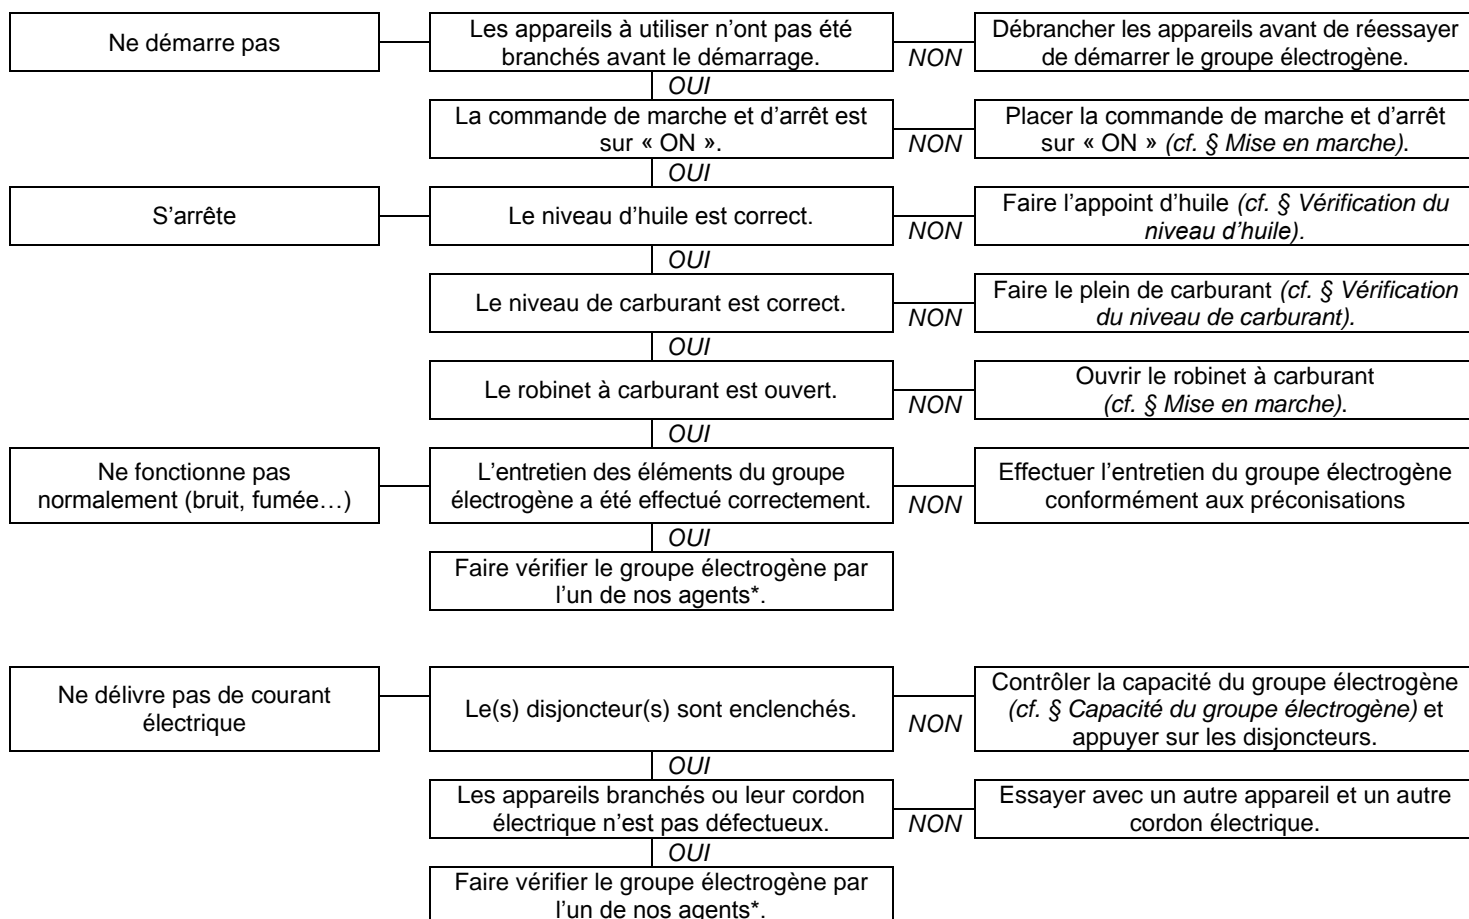 Ne démarre pas
Les appareils à utiliser n'ont pas été
branchés avant le démarrage.
NON
Débrancher les appareils avant de réessayer
de démarrer le groupe électrogène.
OUI
La commande de marche et d'arrêt est
sur « ON ».
NON
Placer la commande de marche et d'arrêt
sur « ON » (cf. § Mise en marche).
OUI
S'arrête
Le niveau d'huile est correct.
NON
Faire l'appoint d'huile (cf. § Vérification du
niveau d'huile).
OUI
Le niveau de carburant est correct.
NON
Faire le plein de carburant (cf. § Vérification
du niveau de carburant).
OUI
Le robinet à carburant est ouvert.
NON
Ouvrir le robinet à carburant
(cf. § Mise en marche).
OUI
Ne fonctionne pas
normalement (bruit, fumée…)
L'entretien des éléments du groupe
électrogène a été effectué correctement.
NON
Effectuer l'entretien du groupe électrogène
conformément aux préconisations
OUI
Faire vérifier le groupe électrogène par
l'un de nos agents*.
Ne délivre pas de courant
électrique
Le(s) disjoncteur(s) sont enclenchés.
NON
Contrôler la capacité du groupe électrogène
(cf. § Capacité du groupe électrogène) et
appuyer sur les disjoncteurs.
OUI
Les appareils branchés ou leur cordon
électrique n'est pas défectueux.
NON
Essayer avec un autre appareil et un autre
cordon électrique.
OUI
Faire vérifier le groupe électrogène par
l'un de nos agents*.